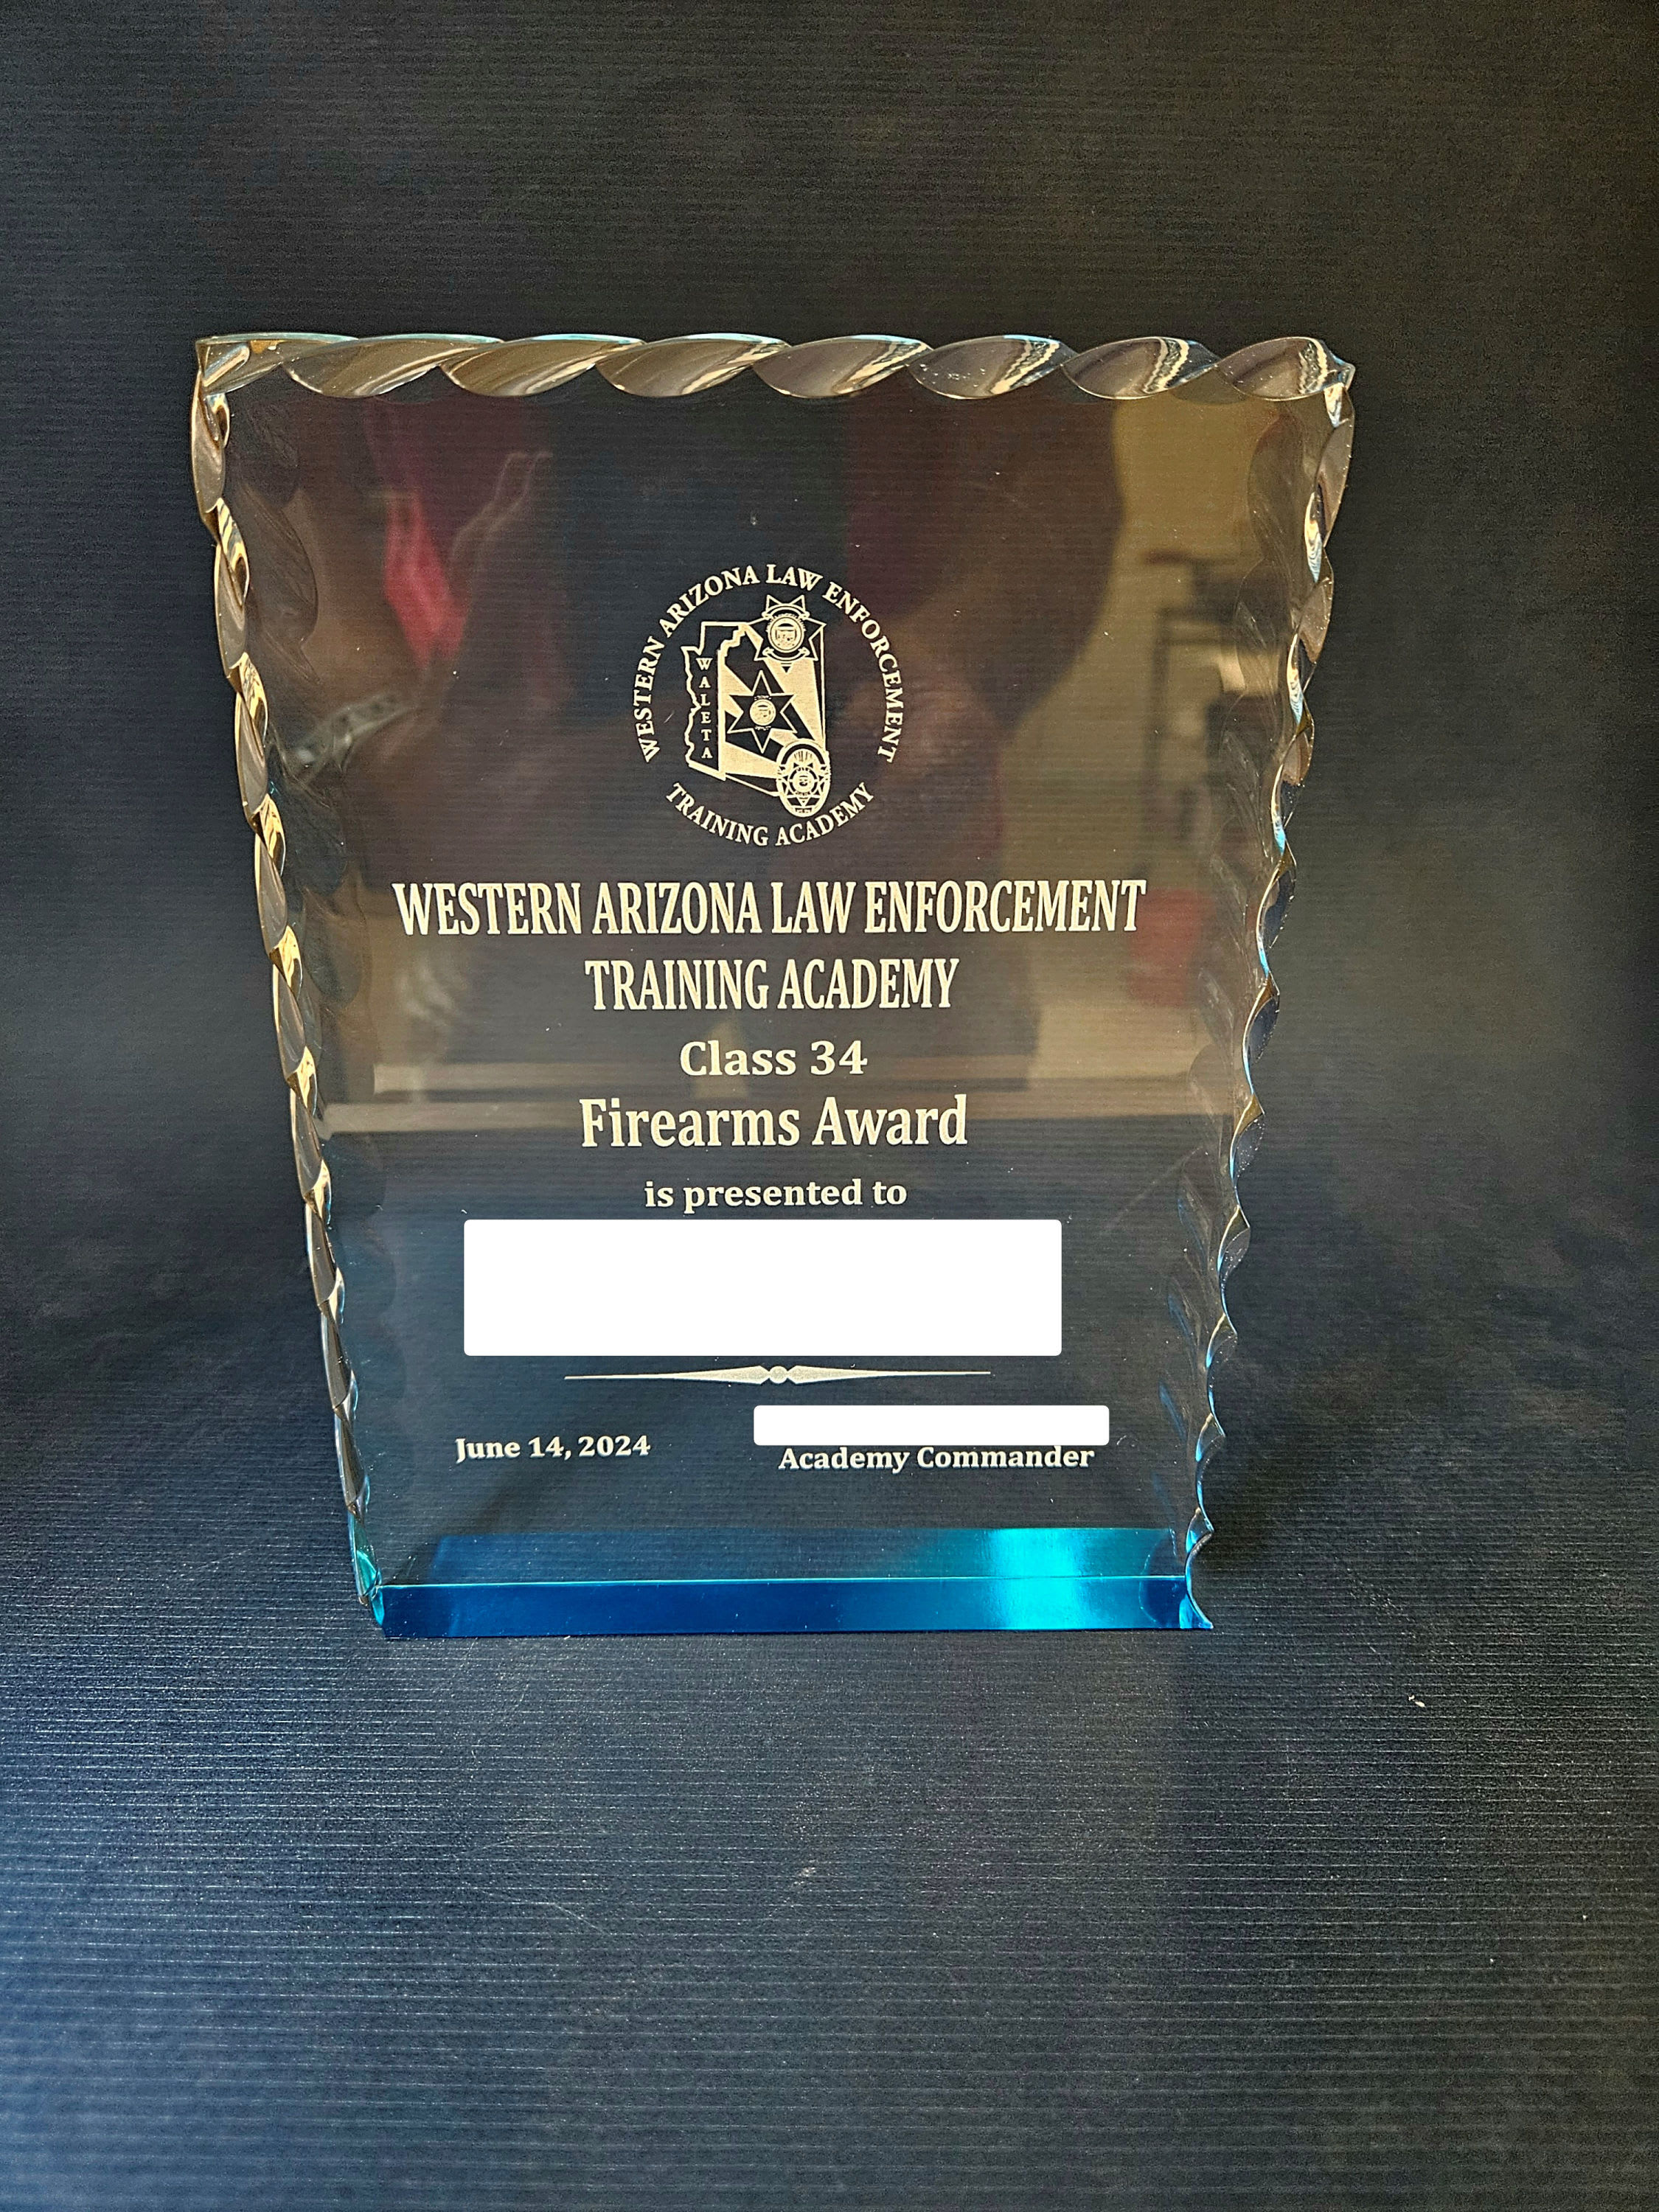 WESTERN ARIZONA LAW ENFORCEMENT
WALETA
TRAINING ACADEMY
WESTERN ARIZONA LAW ENFORCEMENT
TRAINING ACADEMY
Class 34
Firearms Award
is presented to
June 14, 2024
Academy Commander